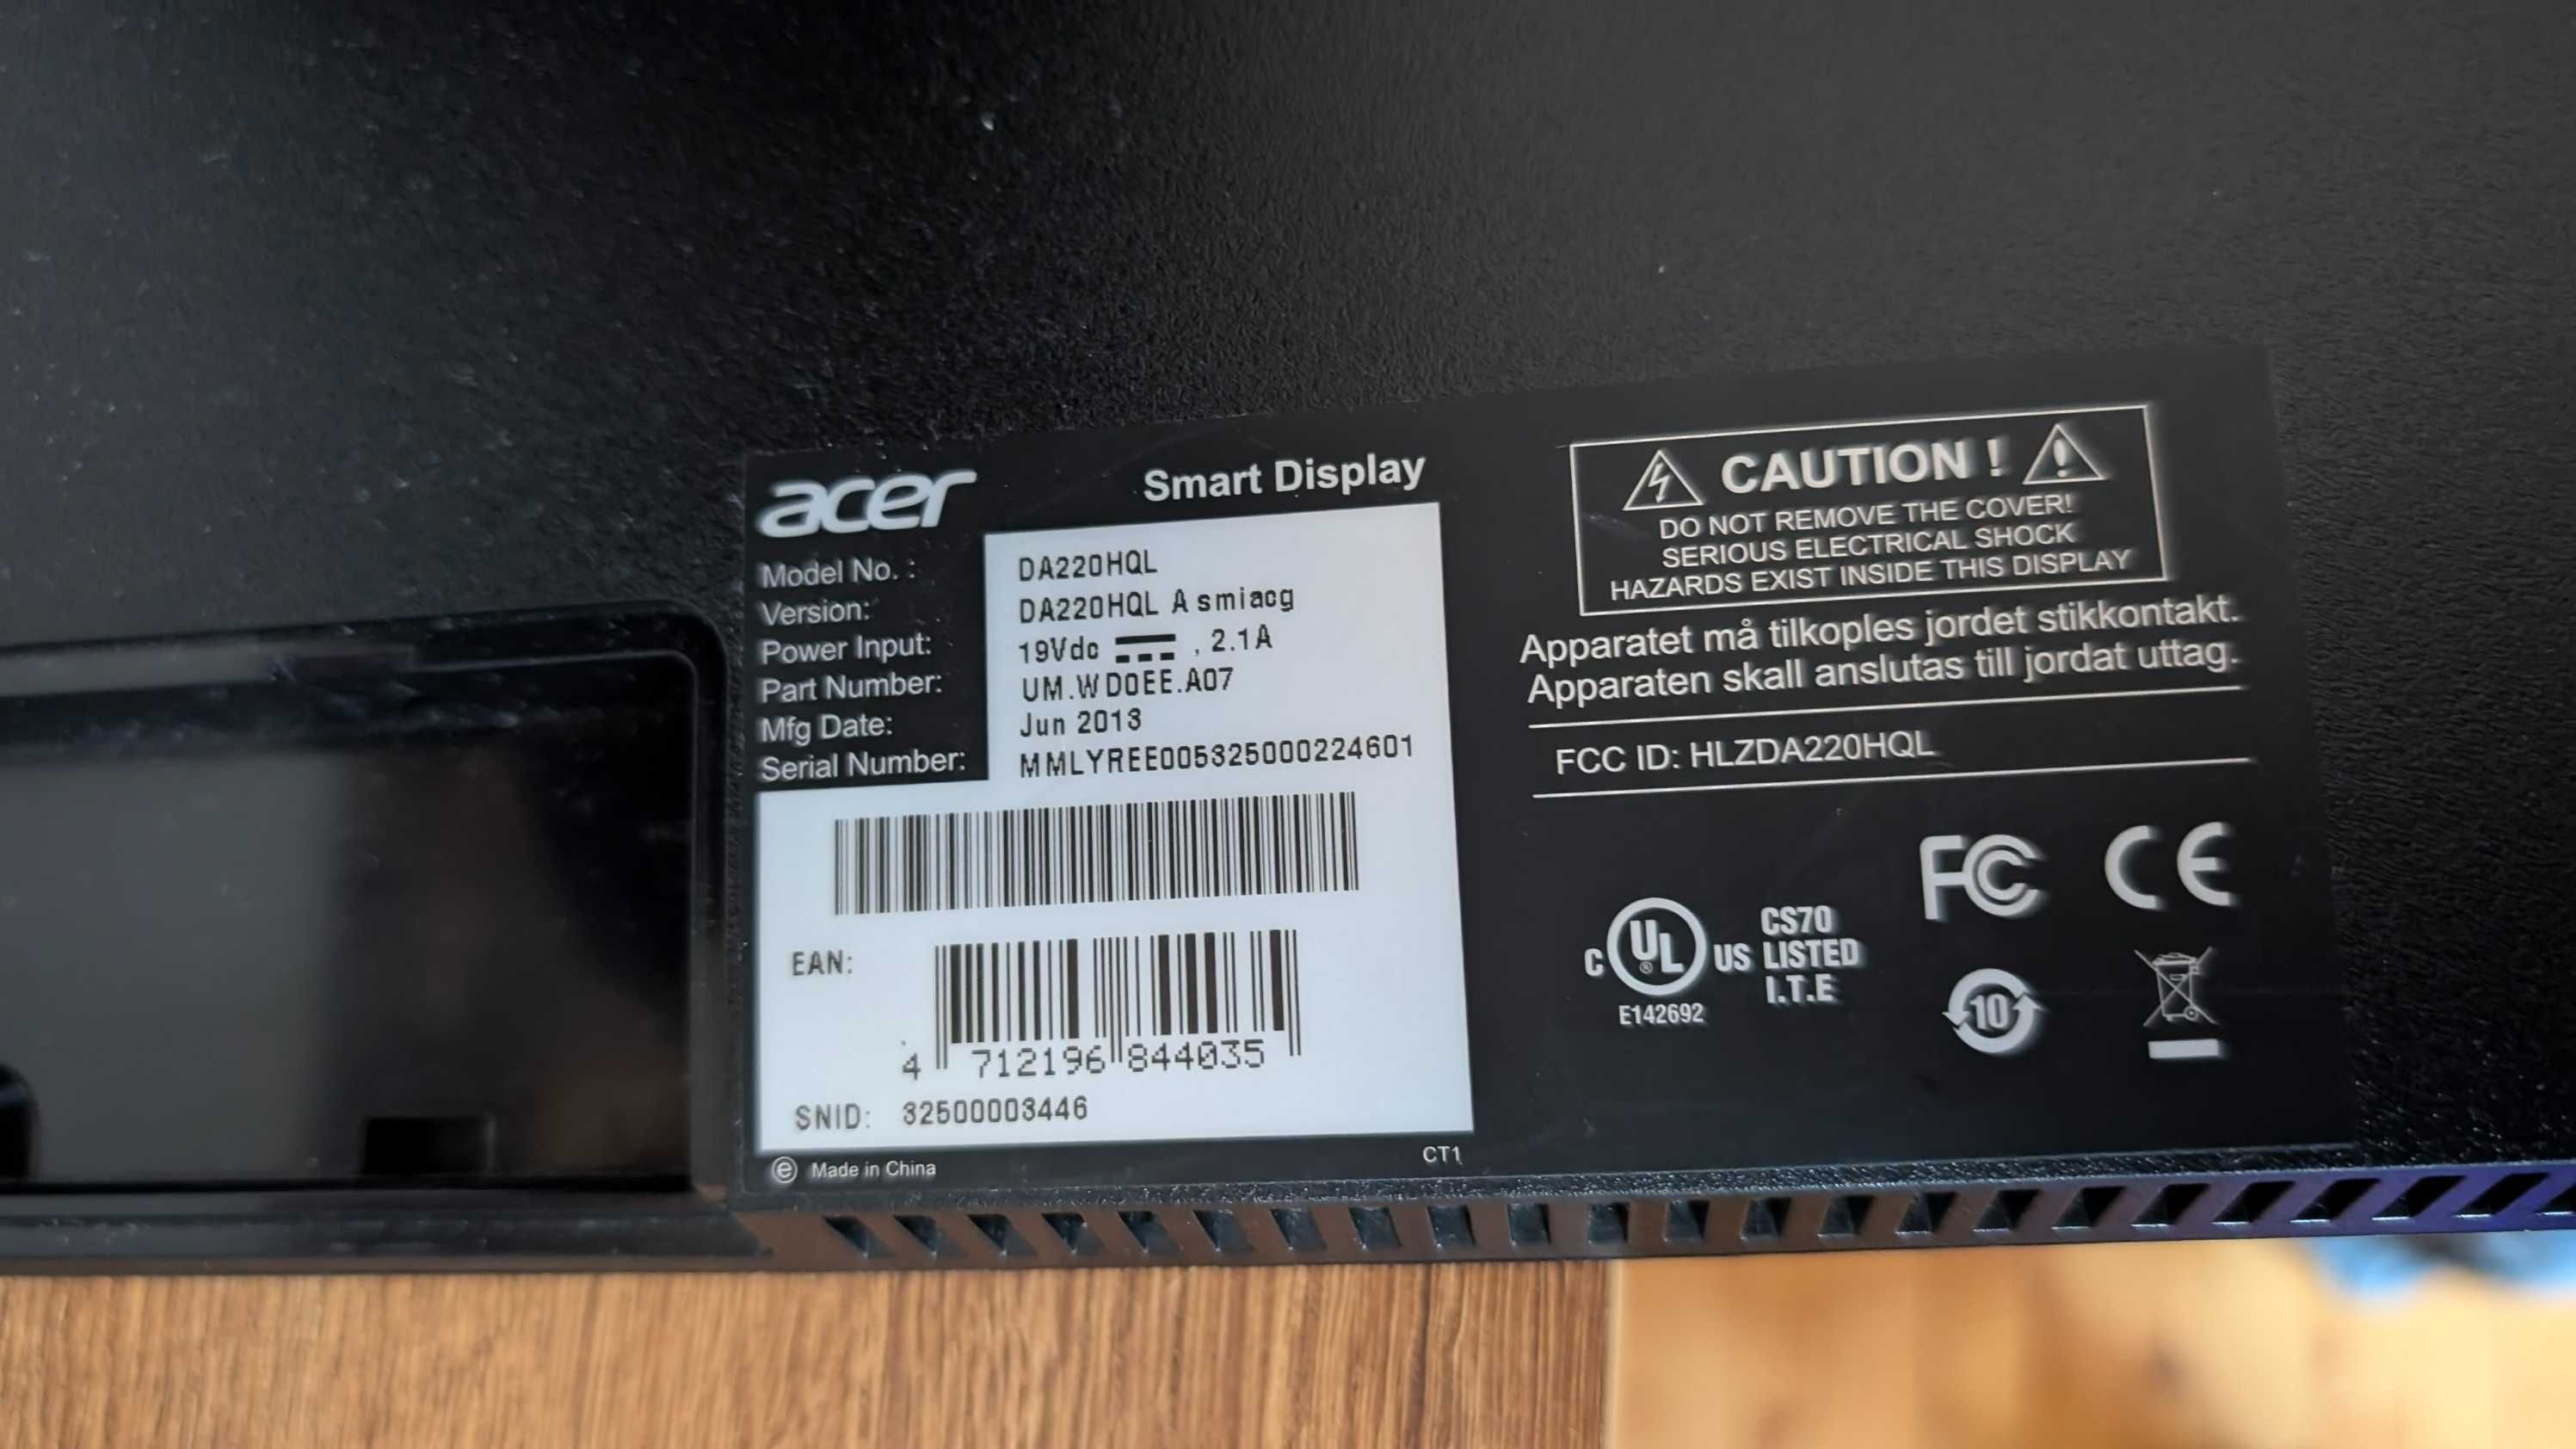 acer
Smart Display
Model No. : DA220HQL
Version: DA220HQL A smiacg
Power Input: 19Vdc , 2.1A
Part Number: UM.WD0EE.A07
Mfg Date: Jun 2013
Serial Number: MMLYREE005325000224601
EAN:
4 712196 844035
SNID: 32500003446
e Made in China
CT1
CAUTION !
DO NOT REMOVE THE COVER!
SERIOUS ELECTRICAL SHOCK
HAZARDS EXIST INSIDE THIS DISPLAY
Apparatet må tilkoples jordet stikkontakt.
Apparaten skall anslutas till jordat uttag.
FCC ID: HLZDA220HQL
FC CE
C UL ® US
E142692
CS70
LISTED
I.T.E
10